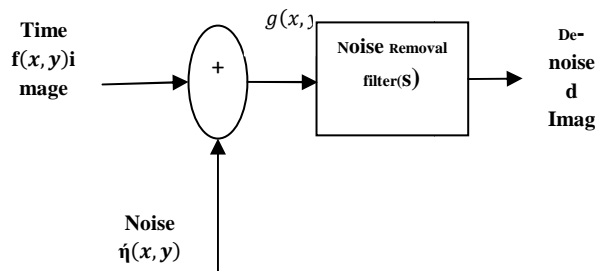 Time
f(x, y)i
mage
+
g(x, y
Noise Removal
filter(s)
De-
noise
d
Imag
Noise
ή(x, y)